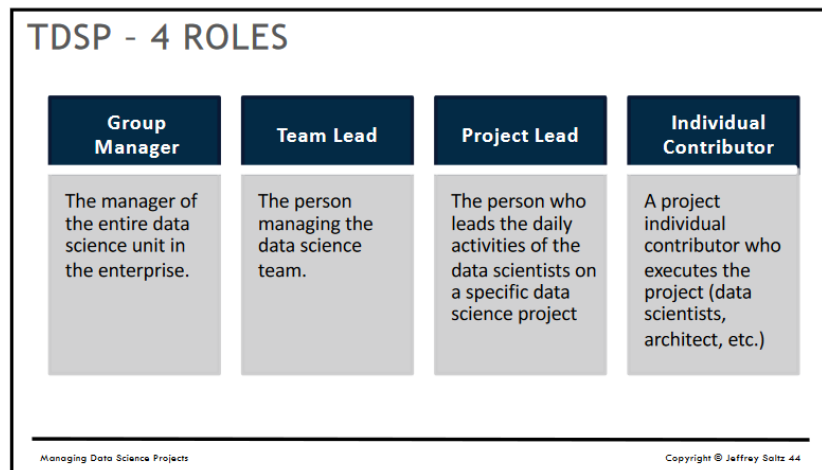 TDSP - 4 ROLES
Group
Manager
The manager of
the entire data
science unit in
the enterprise.
Team Lead
The person
managing the
data science
team.
Project Lead
The person who
leads the daily
activities of the
data scientists on
a specific data
science project
Individual
Contributor
A project
individual
contributor who
executes the
project (data
scientists,
architect, etc.)
Managing Data Science Projects
Copyright © Jeffrey Saltz 44